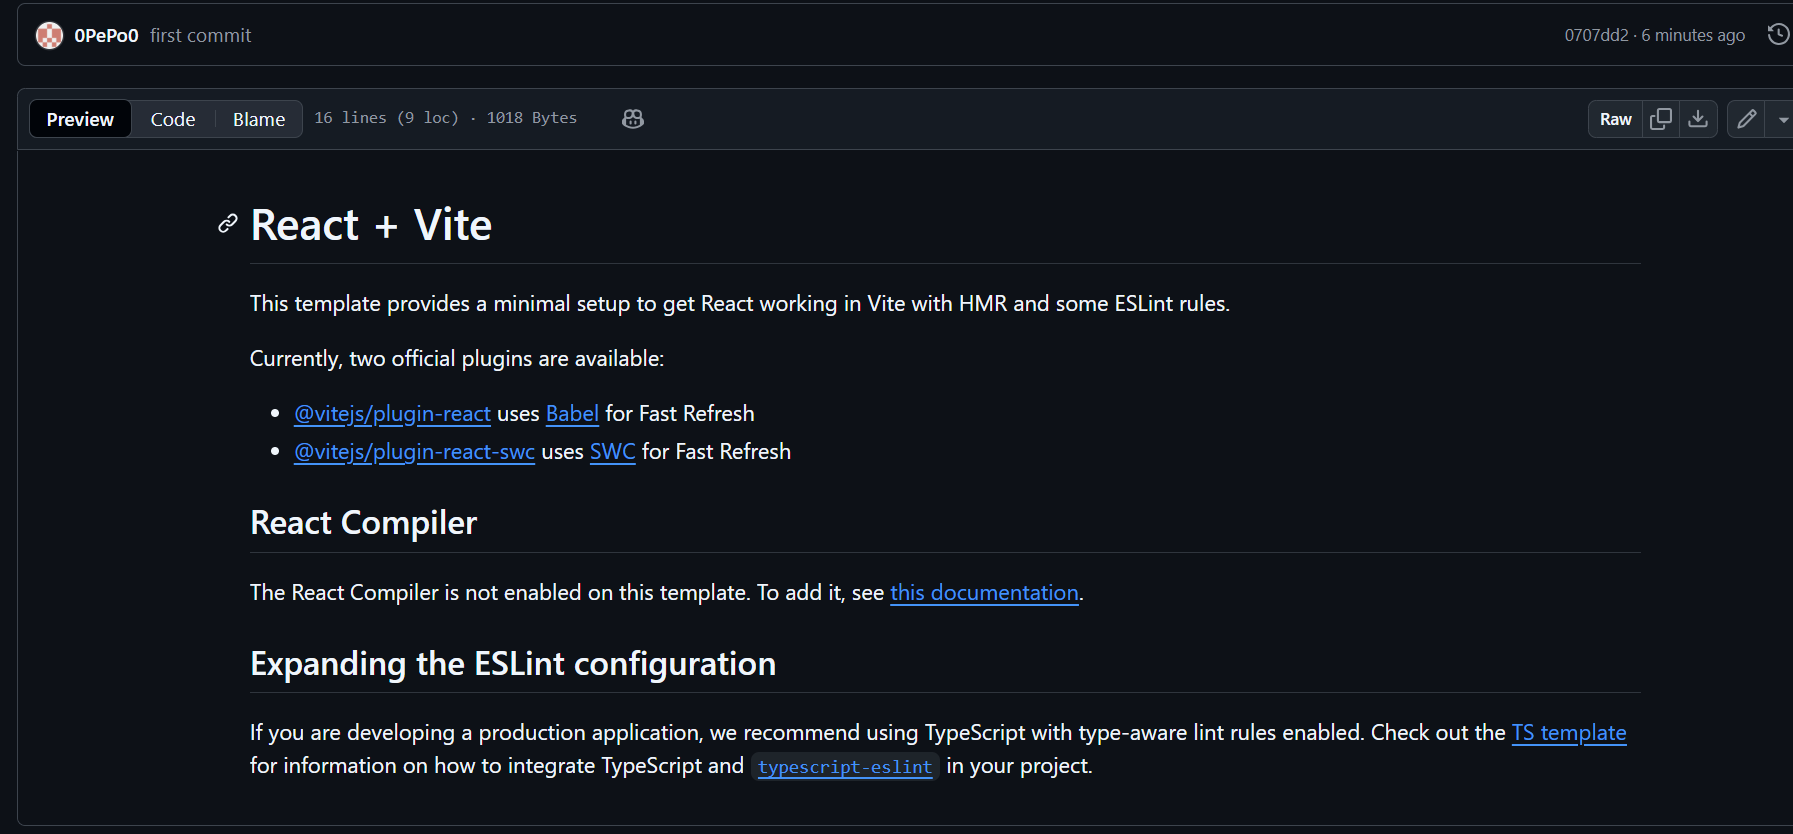 0PePo0 first commit 0707dd2 · 6 minutes ago
Preview Code Blame 16 lines (9 loc) · 1018 Bytes Raw
React + Vite
This template provides a minimal setup to get React working in Vite with HMR and some ESLint rules.
Currently, two official plugins are available:
• @vitejs/plugin-react uses Babel for Fast Refresh
• @vitejs/plugin-react-swc uses SWC for Fast Refresh
React Compiler
The React Compiler is not enabled on this template. To add it, see this documentation.
Expanding the ESLint configuration
If you are developing a production application, we recommend using TypeScript with type-aware lint rules enabled. Check out the TS template
for information on how to integrate TypeScript and typescript-eslint in your project.